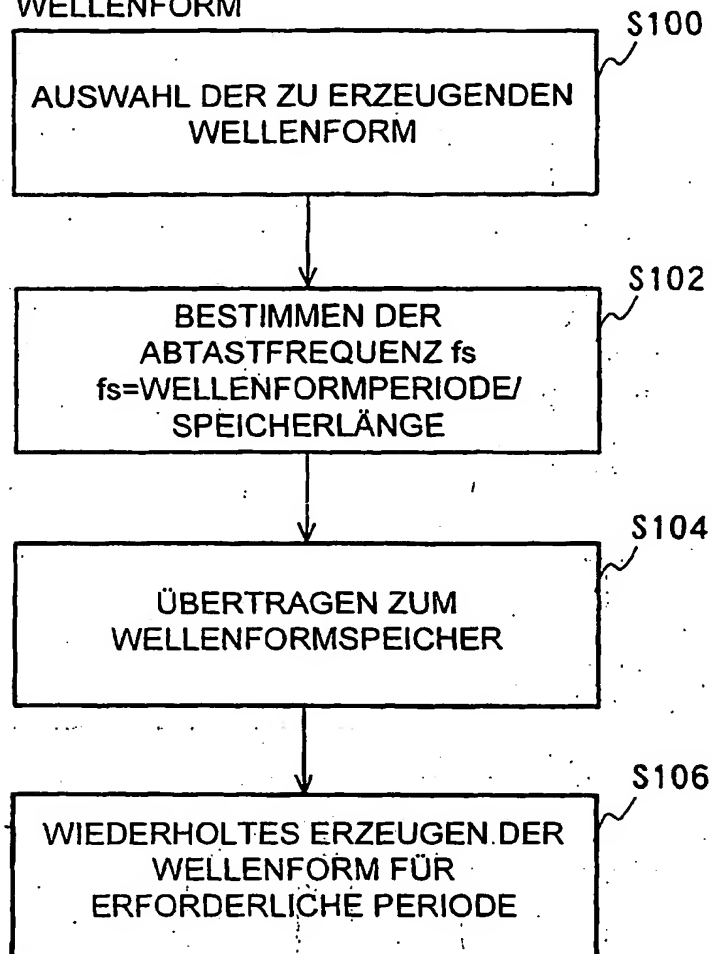 WELLENFORM
S100
AUSWAHL DER ZU ERZEUGENDEN
WELLENFORM
S102
BESTIMMEN DER
ABTASTFREQUENZ fs
fs=WELLENFORMPERIODE/
SPEICHERLÄNGE
S104
ÜBERTRAGEN ZUM
WELLENFORMSPEICHER
S106
WIEDERHOLTES ERZEUGEN DER
WELLENFORM FÜR
ERFORDERLICHE PERIODE